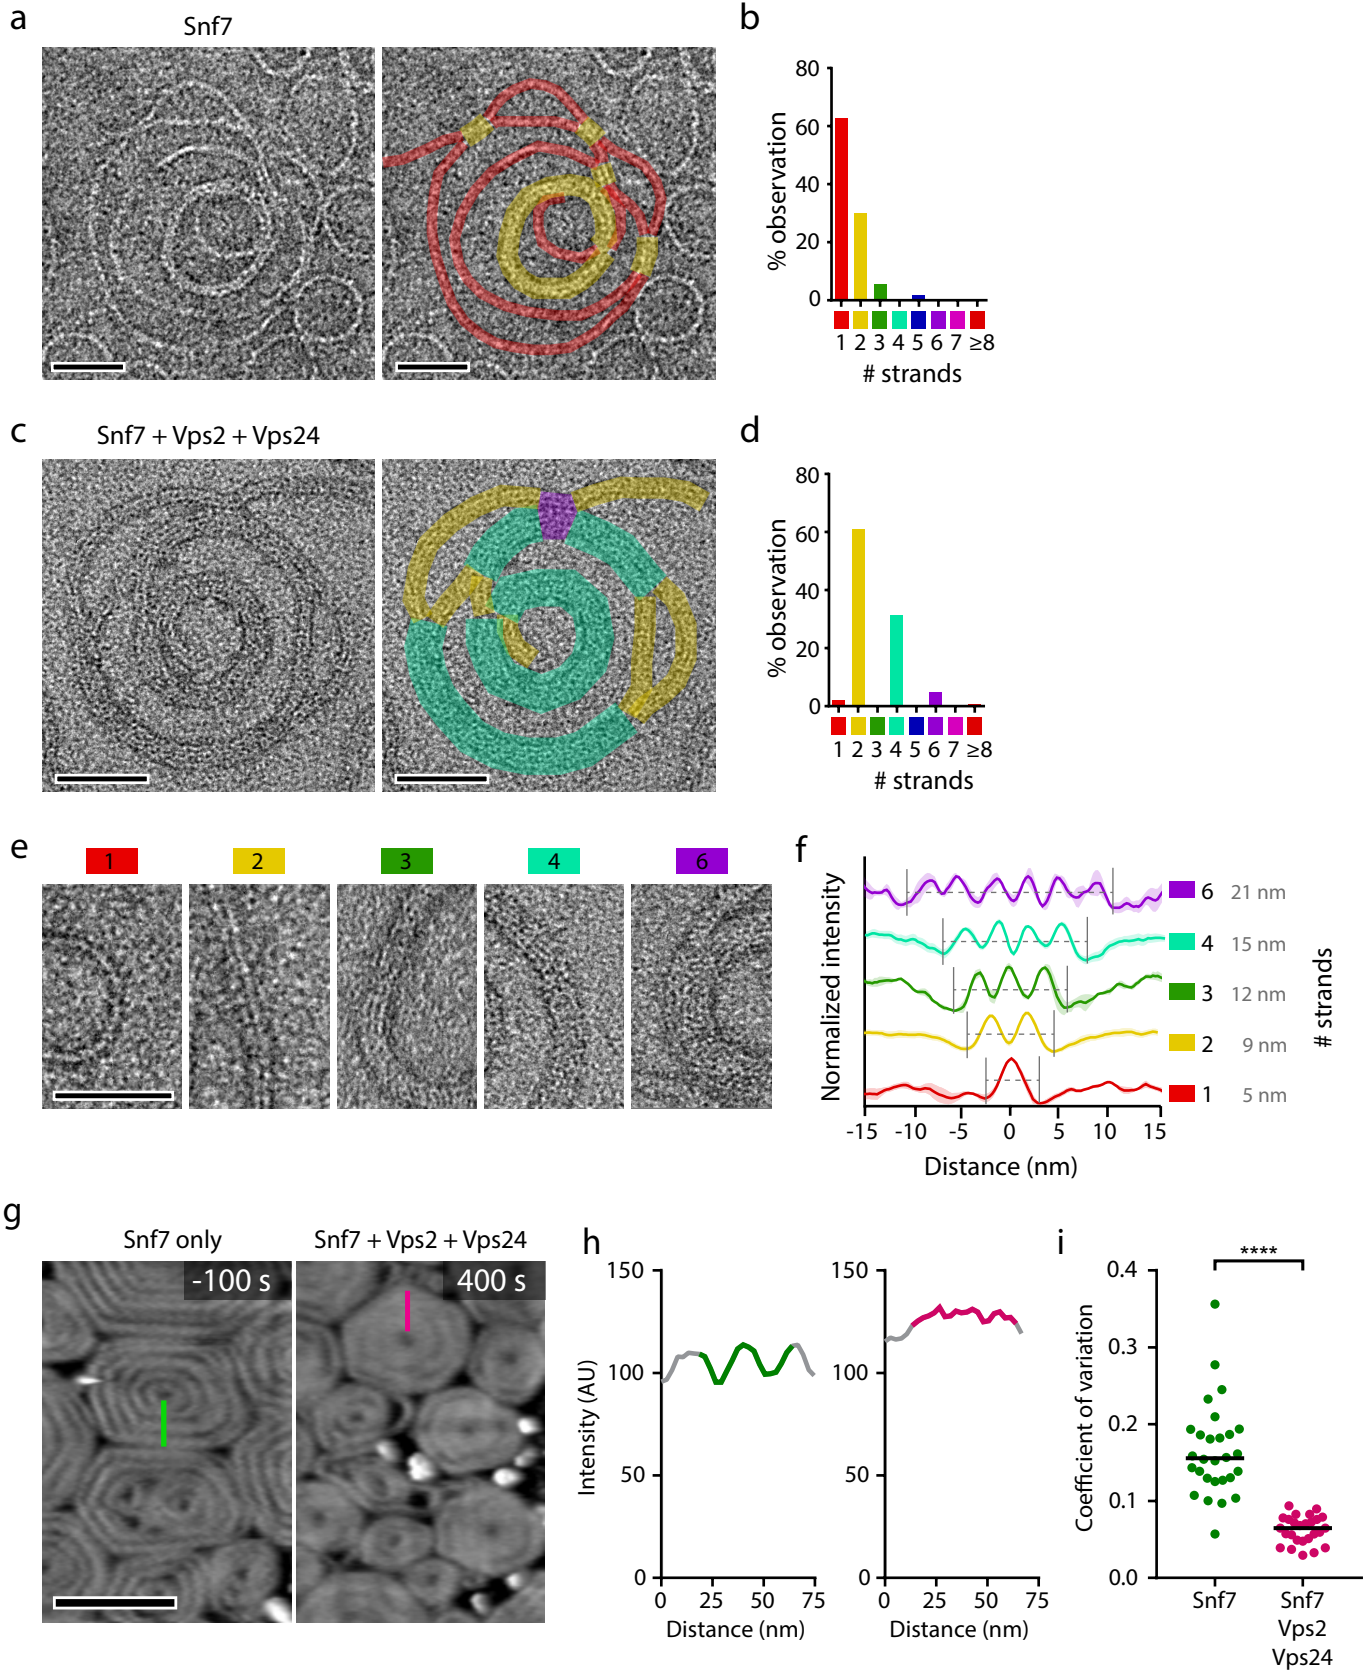 a
Snf7
b
80
60
40
20
0
% observation
1 2 3 4 5 6 7 ≥8
# strands
c
Snf7 + Vps2 + Vps24
d
80
60
40
20
0
% observation
1 2 3 4 5 6 7 ≥8
# strands
e
1 2 3 4 6
f
Normalized intensity
6 21 nm
4 15 nm
3 12 nm
2 9 nm
1 5 nm
# strands
-15 -10 -5 0 5 10 15
Distance (nm)
g
Snf7 only
-100 s
Snf7 + Vps2 + Vps24
400 s
h
150
100
50
0
Intensity (AU)
0 25 50 75
Distance (nm)
150
100
50
0
0 25 50 75
Distance (nm)
i
****
0.4
0.3
0.2
0.1
0.0
Coefficient of variation
Snf7
Snf7
Vps2
Vps24